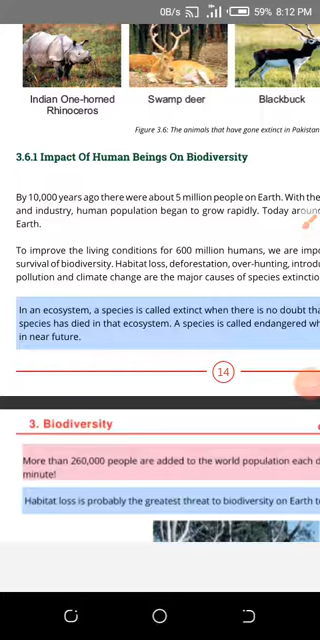 0B/s 59% 8:12 PM
Indian One-horned Swamp deer Blackbuck
Rhinoceros
Figure 3.6: The animals that have gone extinct in Pakistan
3.6.1 Impact Of Human Beings On Biodiversity
By 10,000 years ago there were about 5 million people on Earth. With the
and industry, human population began to grow rapidly. Today
Earth.
To improve the living conditions for 600 million humans, we are
survival of biodiversity. Habitat loss, deforestation, over-hunting,
pollution and climate change are the major causes of species
In an ecosystem, a species is called extinct when there is no doubt
species has died in that ecosystem. A species is called endangered
in near future.
14
3. Biodiversity
More than 260,000 people are added to the world population each
minute!
Habitat loss is probably the greatest threat to biodiversity on Earth